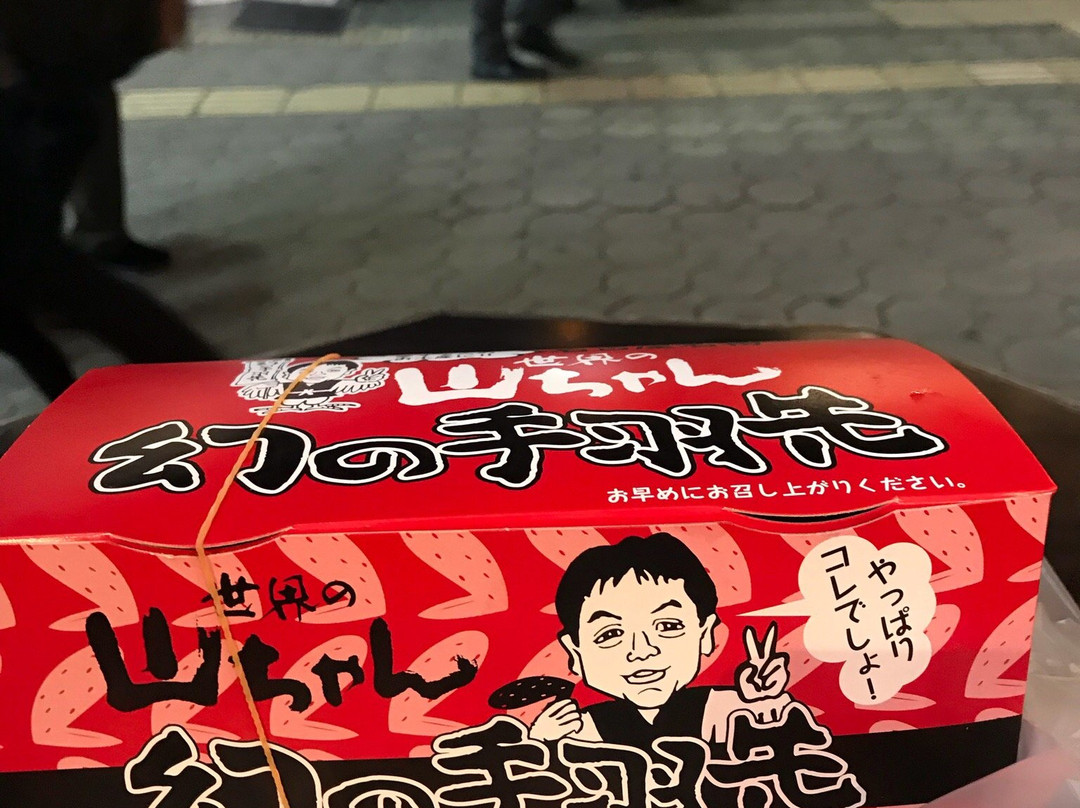 世界の
山ちゃん
幻の手羽先
お早めにお召し上がりください。
世界の
山ちゃん
やっぱり
コレでしょ!
幻の手羽先